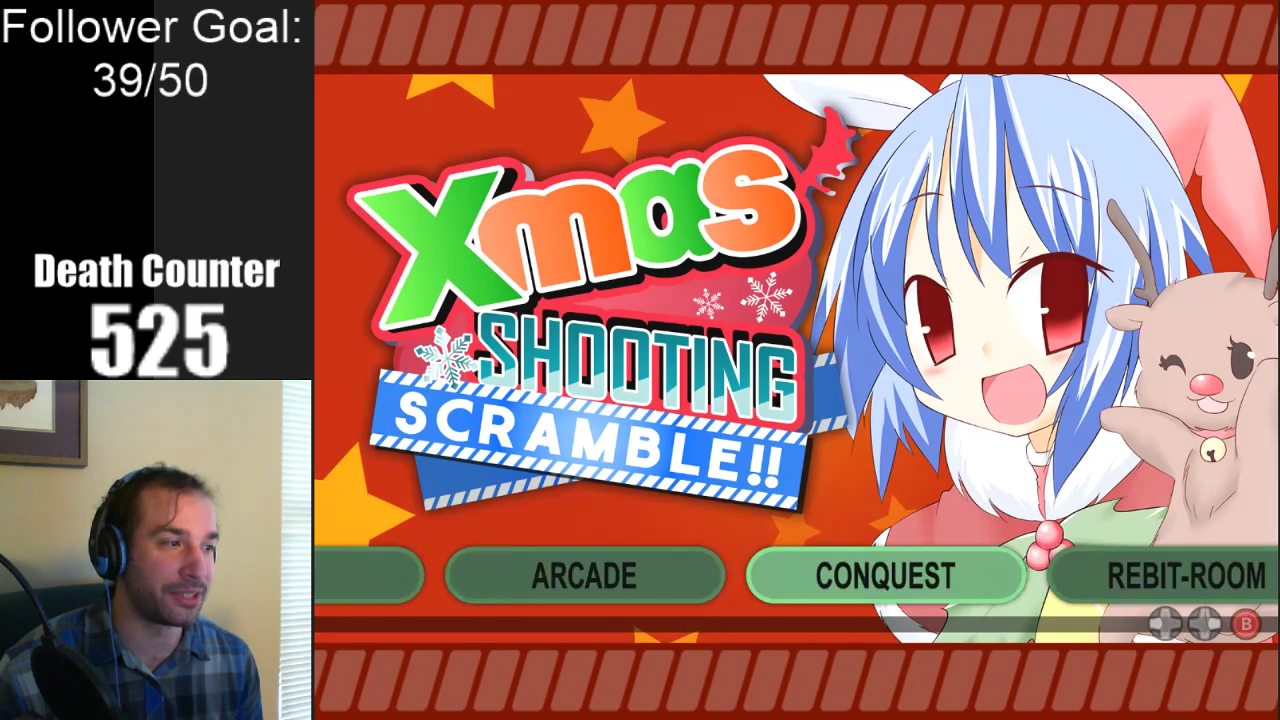 Follower Goal:
39/50
Death Counter
525
Xmas
SHOOTING
SCRAMBLE!!
ARCADE
CONQUEST
REBIT-ROOM
B